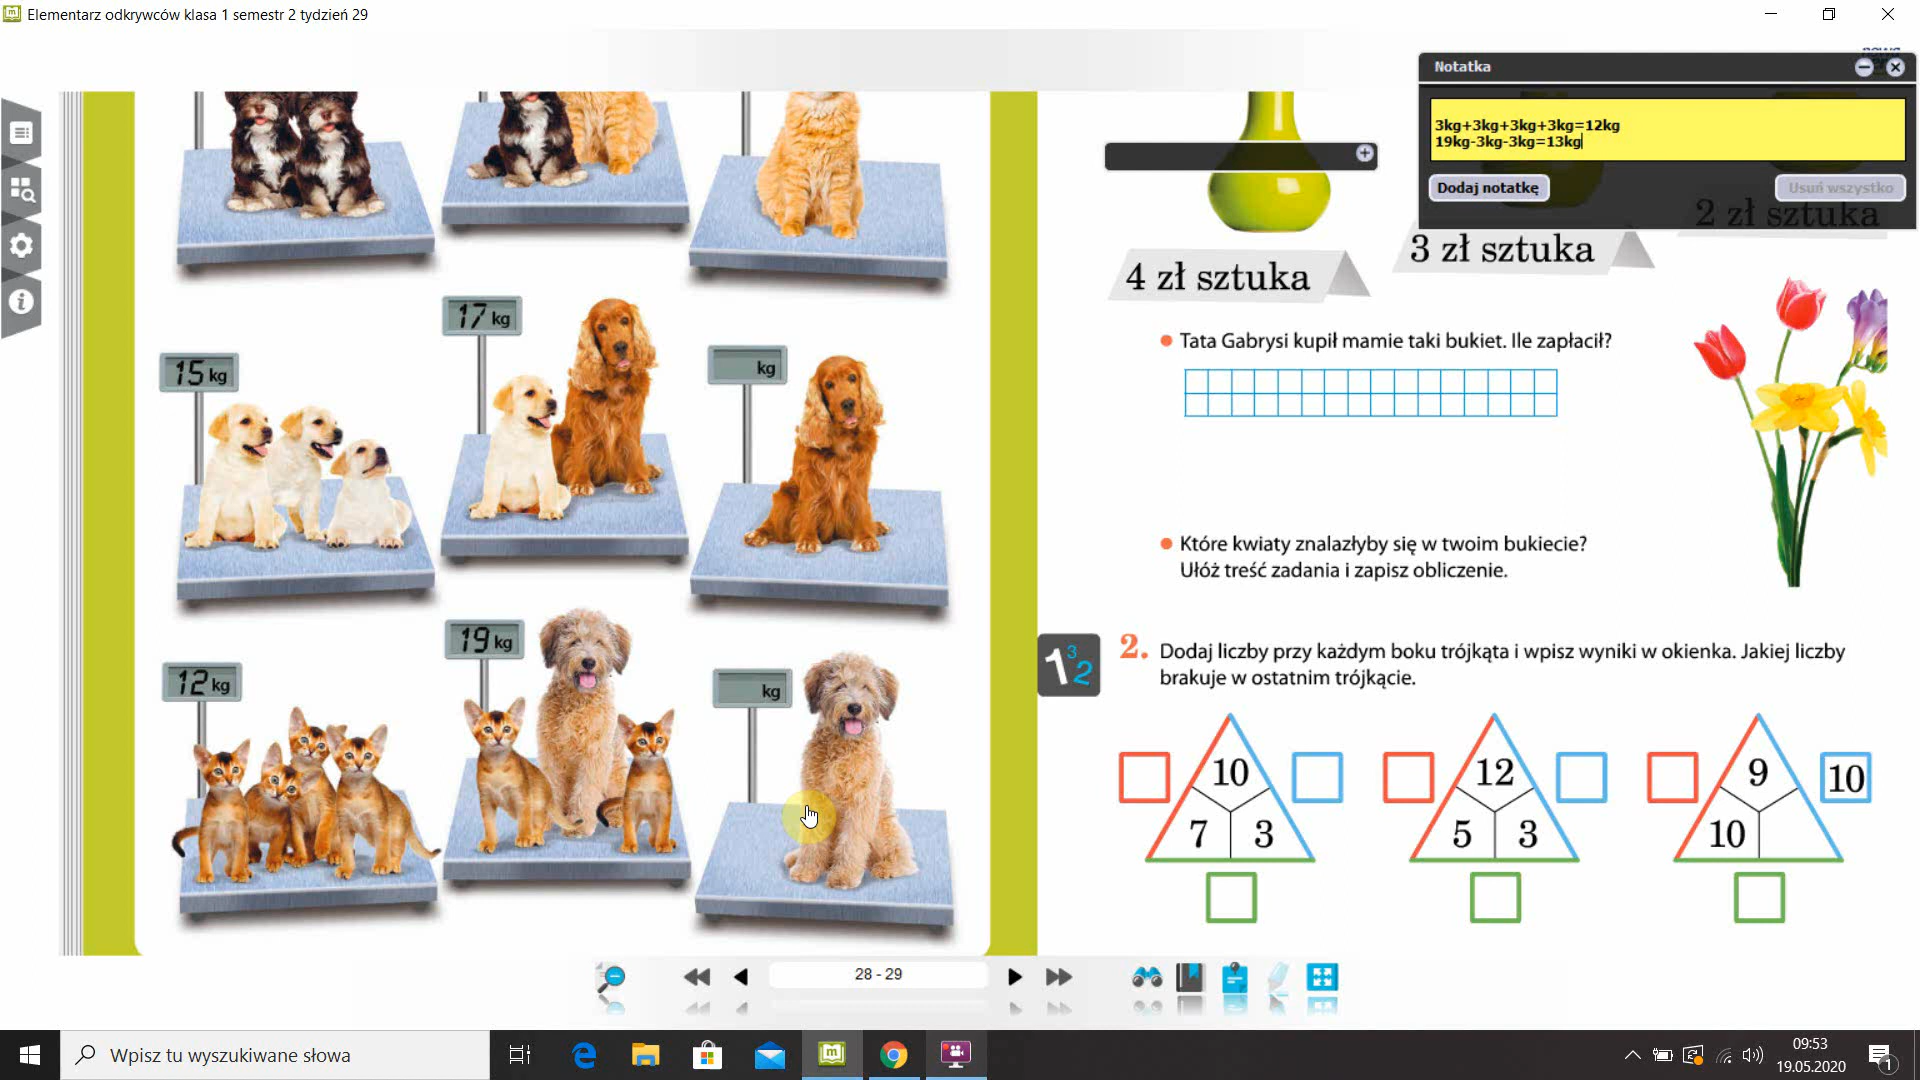 Elementarz odkrywców klasa 1 semestr 2 tydzień 29
Notatka
3kg+3kg+3kg+3kg=12kg
19kg-3kg-3kg=13kg
Dodaj notatkę
Usuń wszystko
4 zł sztuka
3 zł sztuka
2 zł sztuka
17 kg
15 kg
kg
19 kg
12 kg
kg
• Tata Gabrysi kupił mamie taki bukiet. Ile zapłacił?
• Które kwiaty znalazłyby się w twoim bukiecie?
Ułóż treść zadania i zapisz obliczenie.
1 3 2
2. Dodaj liczby przy każdym boku trójkąta i wpisz wyniki w okienka. Jakiej liczby
brakuje w ostatnim trójkącie.
10
7 3
12
5 3
9 10
10
28 - 29
Wpisz tu wyszukiwane słowa
09:53
19.05.2020
1